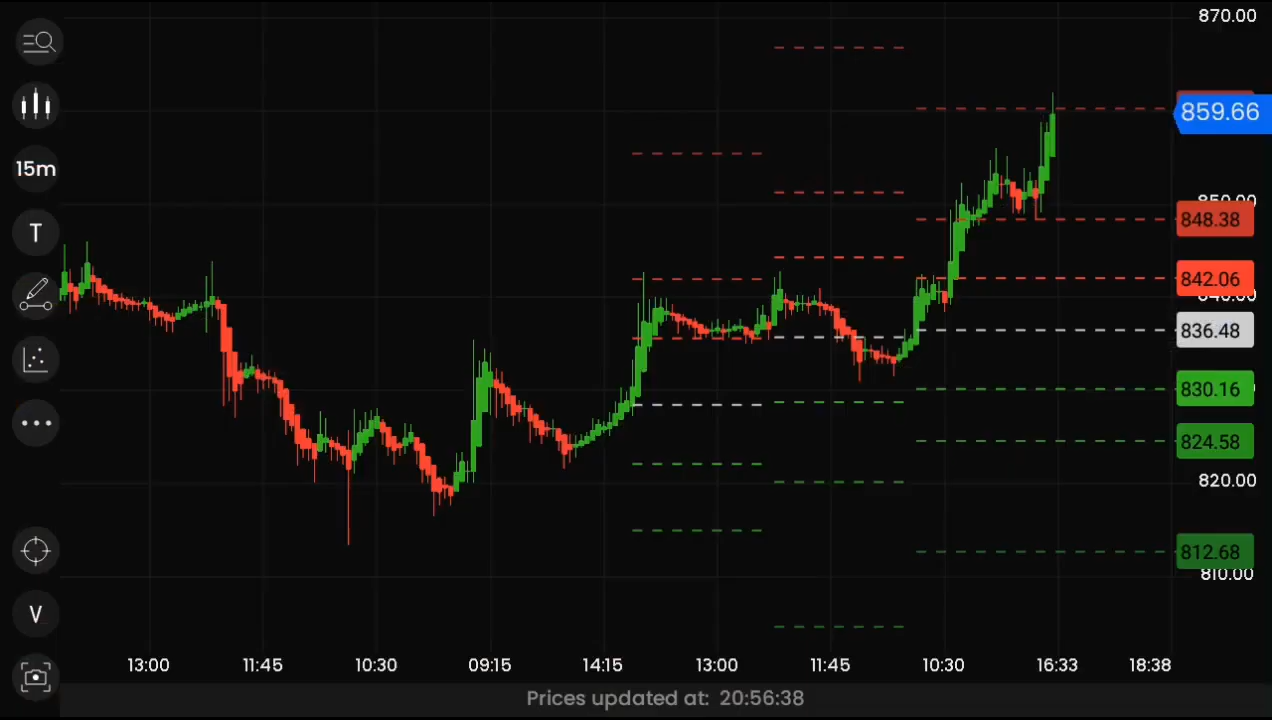 870.00
859.66
15m
850.00
848.38
T
842.06
840.00
836.48
830.16
824.58
820.00
812.68
810.00
V
13:00 11:45 10:30 09:15 14:15 13:00 11:45 10:30 16:33 18:38
Prices updated at: 20:56:38